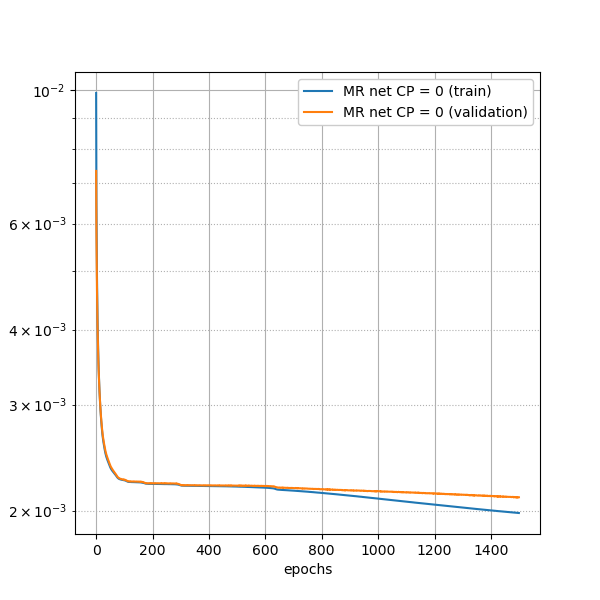 MR net CP = 0 (train)
MR net CP = 0 (validation)
10⁻²
6 × 10⁻³
4 × 10⁻³
3 × 10⁻³
2 × 10⁻³
0 200 400 600 800 1000 1200 1400
epochs